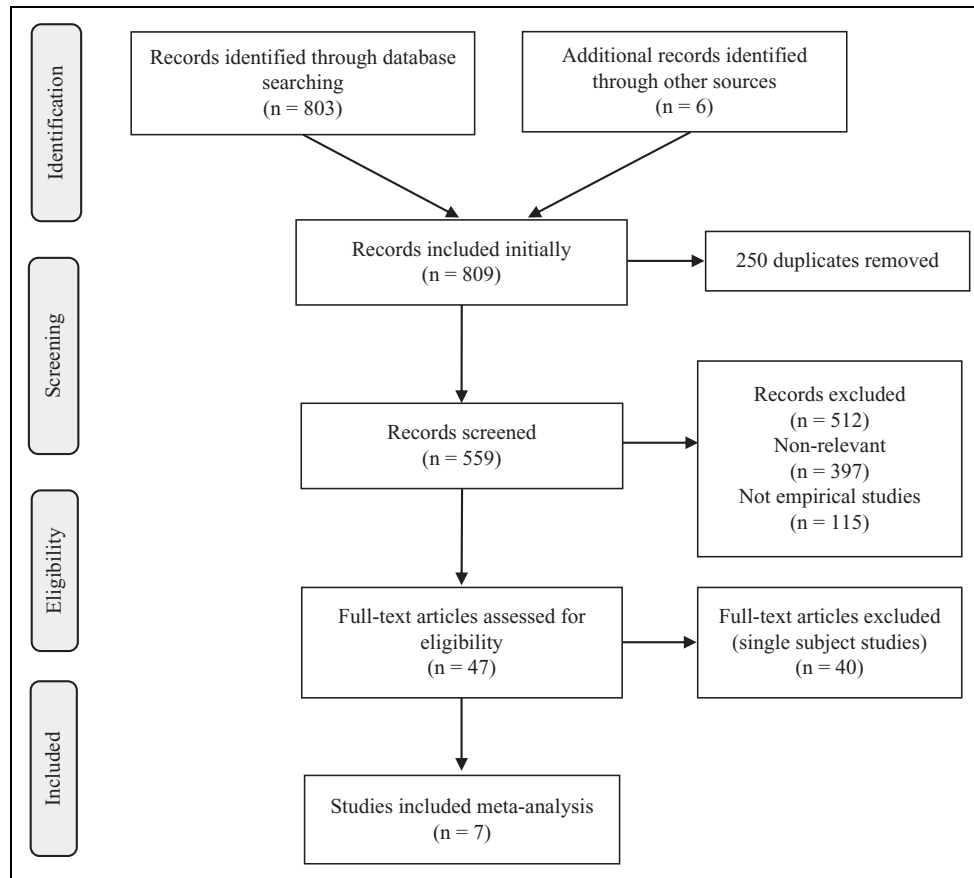 Identification
Records identified through database
searching
(n = 803)
Additional records identified
through other sources
(n = 6)
Records included initially
(n = 809)
250 duplicates removed
Screening
Records screened
(n = 559)
Records excluded
(n = 512)
Non-relevant
(n = 397)
Not empirical studies
(n = 115)
Eligibility
Full-text articles assessed for
eligibility
(n = 47)
Full-text articles excluded
(single subject studies)
(n = 40)
Included
Studies included meta-analysis
(n = 7)